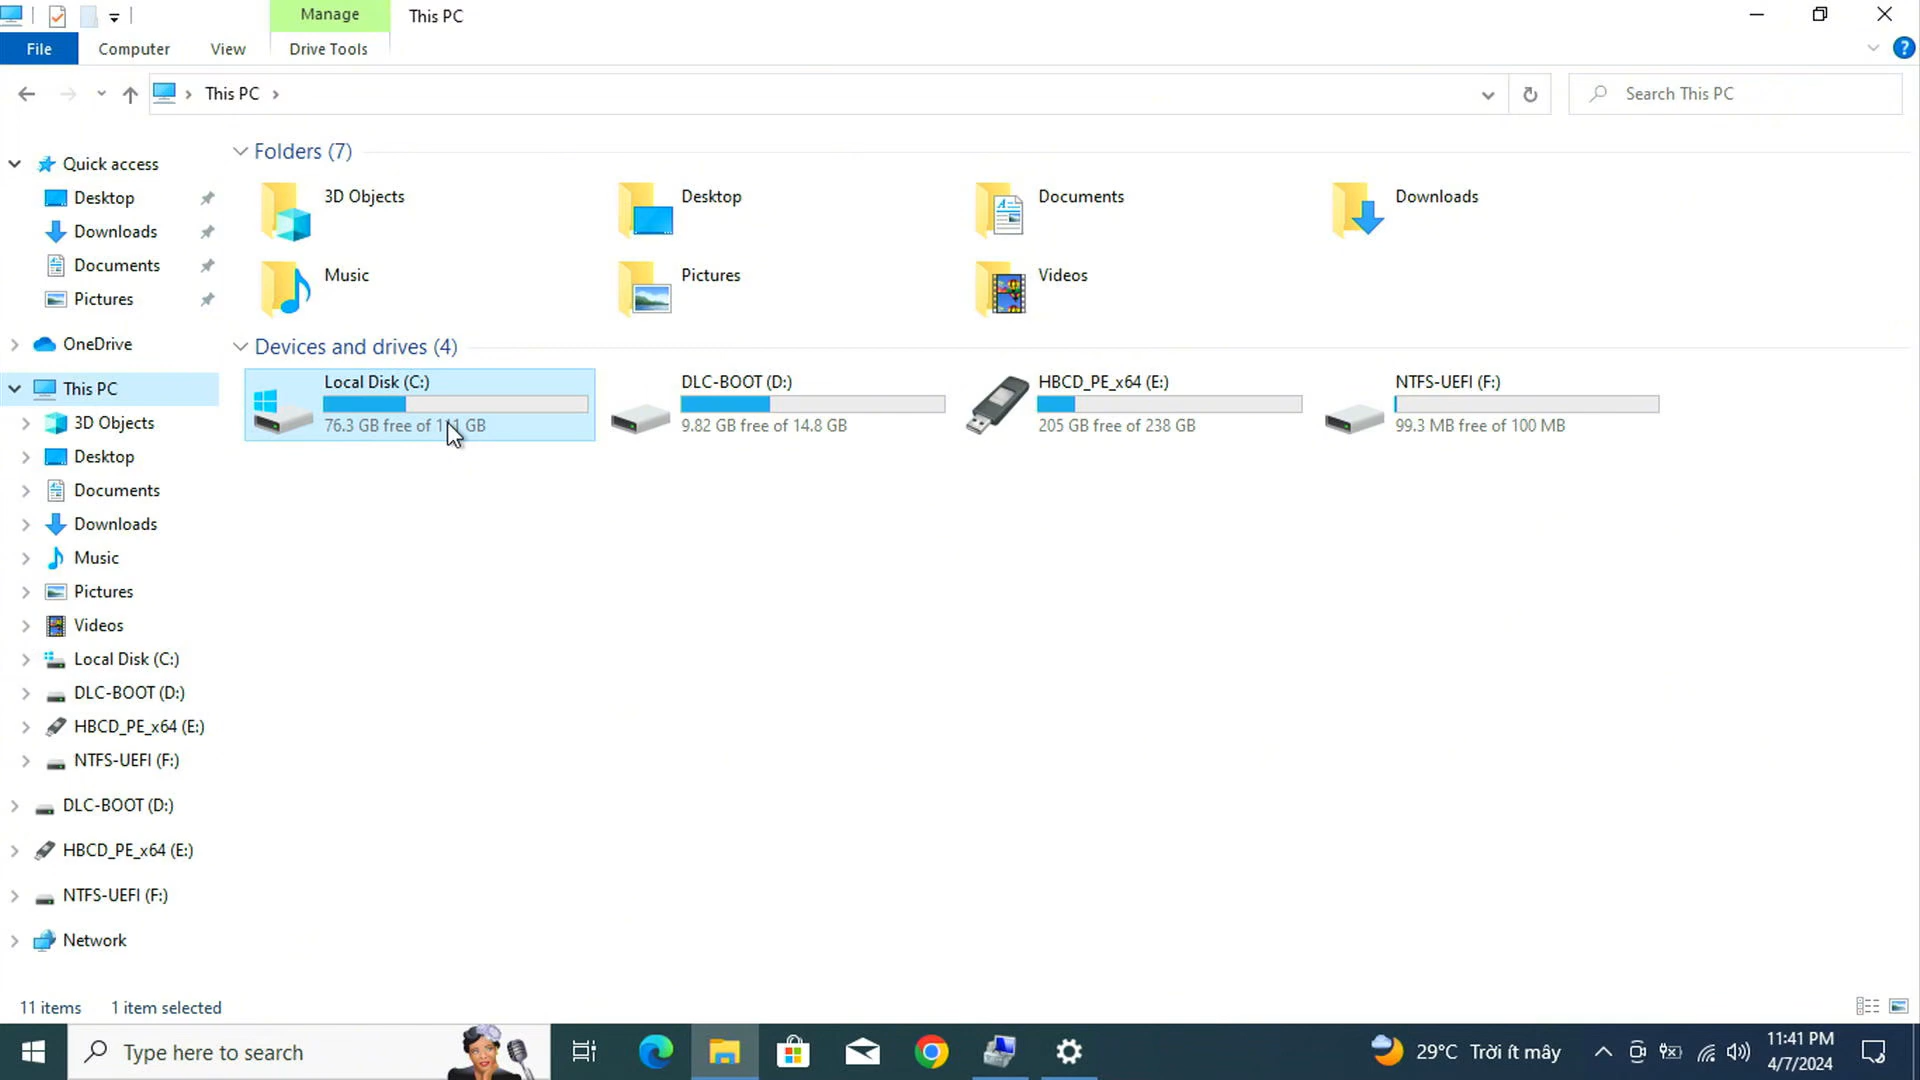 Manage
This PC
File
Computer
View
Drive Tools
This PC
Search This PC
Quick access
Desktop
Downloads
Documents
Pictures
OneDrive
This PC
3D Objects
Desktop
Documents
Downloads
Music
Pictures
Videos
Local Disk (C:)
DLC-BOOT (D:)
HBCD_PE_x64 (E:)
NTFS-UEFI (F:)
DLC-BOOT (D:)
HBCD_PE_x64 (E:)
NTFS-UEFI (F:)
Network
Folders (7)
3D Objects
Desktop
Documents
Downloads
Music
Pictures
Videos
Devices and drives (4)
Local Disk (C:)
76.3 GB free of 111 GB
DLC-BOOT (D:)
9.82 GB free of 14.8 GB
HBCD_PE_x64 (E:)
205 GB free of 238 GB
NTFS-UEFI (F:)
99.3 MB free of 100 MB
11 items
1 item selected
Type here to search
29°C Trời ít mây
11:41 PM
4/7/2024